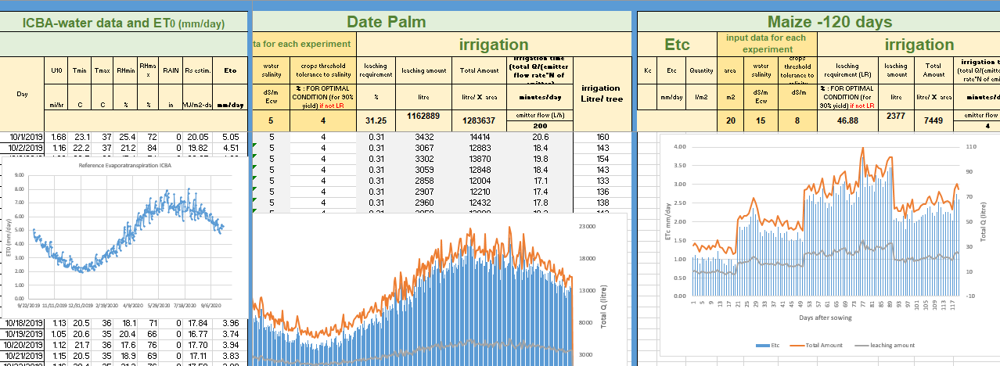 ICBA-water data and ET0 (mm/day)
Day
U10 Tmin Tmax RHmin RHmax RAIN Rs estim. Eto
mi/hr C C % % in MJ/m2-da mm/day
10/1/2019 1.68 23.1 37 25.4 72 0 20.05 5.05
10/2/2019 1.16 22.2 37 21.2 84 0 19.82 4.51
Reference Evaporatranspiration ICBA
ET0 (mm/day)
9.00
8.00
7.00
6.00
5.00
4.00
3.00
2.00
1.00
0.00
9/22/2019 11/11/2019 12/31/2019 2/19/2020 4/9/2020 5/29/2020 7/18/2020 9/6/2020
10/18/2019 1.13 20.5 36 18.1 71 0 17.84 3.96
10/19/2019 1.05 20.6 35 20.4 66 0 16.77 3.74
10/20/2019 1.12 21.7 36 17.6 76 0 17.70 3.94
10/21/2019 1.15 20.5 35 18.9 69 0 17.11 3.83
Date Palm
ta for each experiment irrigation
water salinity crops threshold tolerance to salinity leaching requirement leaching amount Total Amount irrigation time (total Q/(emitter flow rate*N of emitter) irrigation Litre/ tree
dS/m Ecw % : FOR OPTIMAL CONDITION (for 90% yield) if not LR % litre litre/ X area minutes/day
5 4 31.25 1162889 1283637 emitter flow (L/h)
200
5 4 0.31 3432 14414 20.6 160
5 4 0.31 3067 12883 18.4 143
5 4 0.31 3302 13870 19.8 154
5 4 0.31 3059 12848 18.4 143
5 4 0.31 2858 12004 17.1 133
5 4 0.31 2907 12210 17.4 136
5 4 0.31 2960 12432 17.8 138
23000
18000
13000
8000
3000
Total Q (litre)
Maize -120 days
Etc input data for each experiment irrigation
Kc Etc Quantity area water salinity crops threshold tolerance to salinity leaching requirement (LR) leaching amount Total Amount irrigation t
(total Q/(emitte
rate*N of em
mm/day l/m2 m2 dS/m Ecw dS/m % : FOR OPTIMAL CONDITION (for 90% yield) if not LR litre litre/ X area minutes/d
20 15 8 46.88 2377 7449 emitter flow
4
ETc mm/day
4.00
3.50
3.00
2.50
2.00
1.50
1.00
0.50
0.00
110
90
70
50
30
10
-10
Total Q (litre)
1 5 9 13 17 21 25 29 33 37 41 45 49 53 57 61 65 69 73 77 81 85 89 93 97 101 105 109 113 117
Days after sowing
Etc Total Amount leaching amount